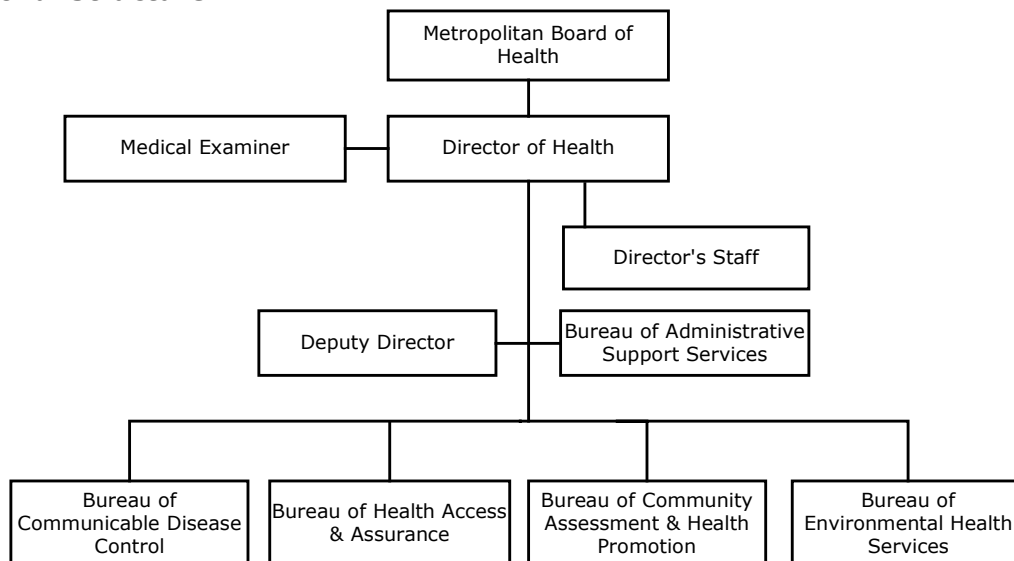 Metropolitan Board of
Health
Medical Examiner
Director of Health
Director's Staff
Deputy Director
Bureau of Administrative
Support Services
Bureau of
Communicable Disease
Control
Bureau of Health Access
& Assurance
Bureau of Community
Assessment & Health
Promotion
Bureau of
Environmental Health
Services